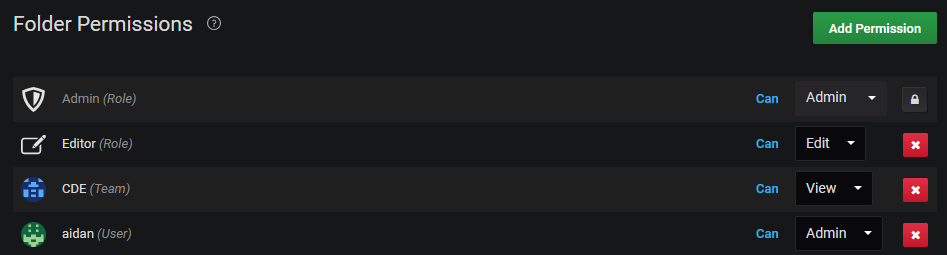 Folder Permissions ?
Add Permission
Admin (Role) Can Admin
Editor (Role) Can Edit
CDE (Team) Can View
aidan (User) Can Admin